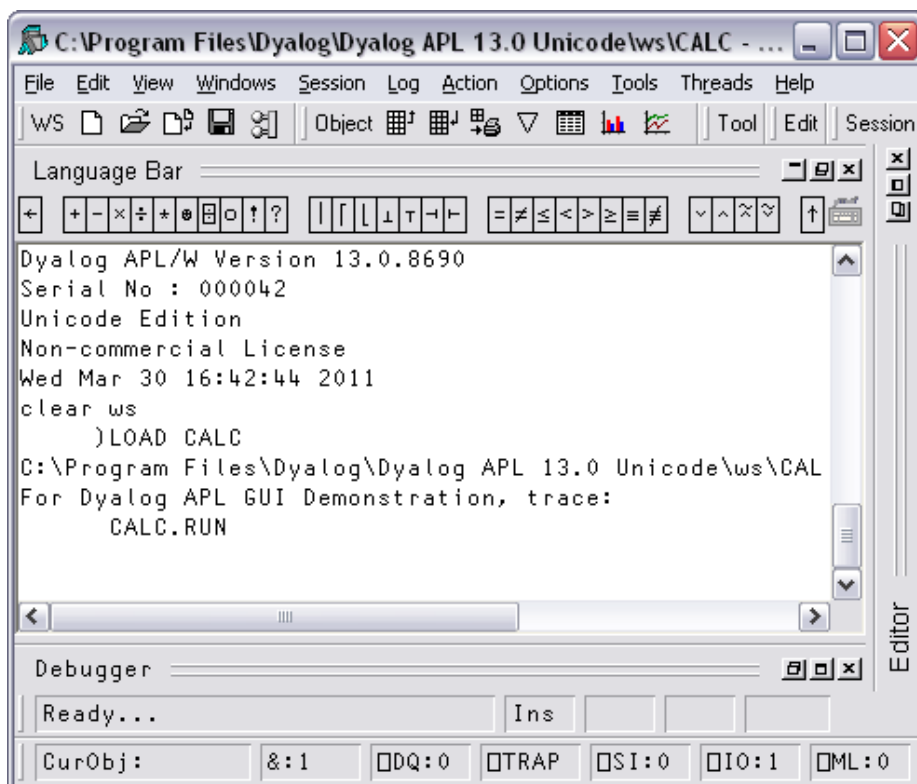 C:\Program Files\Dyalog\Dyalog APL 13.0 Unicode\ws\CALC - ...
File Edit View Windows Session Log Action Options Tools Threads Help
WS Object Tool Edit Session
Language Bar
← + - × ÷ * ⍟ ⌹ ○ ! ? | ⌈ ⌊ ⊥ ⊤ ⊣ ⊢ = ≠ ≤ < > ≥ ≡ ≢ ∨ ∧ ⍲ ⍱ ↑
Dyalog APL/W Version 13.0.8690
Serial No : 000042
Unicode Edition
Non-commercial License
Wed Mar 30 16:42:44 2011
clear ws
)LOAD CALC
C:\Program Files\Dyalog\Dyalog APL 13.0 Unicode\ws\CAL
For Dyalog APL GUI Demonstration, trace:
CALC.RUN
Editor
Debugger
Ready... Ins
CurObj: &:1 ⎕DQ:0 ⎕TRAP ⎕SI:0 ⎕IO:1 ⎕ML:0